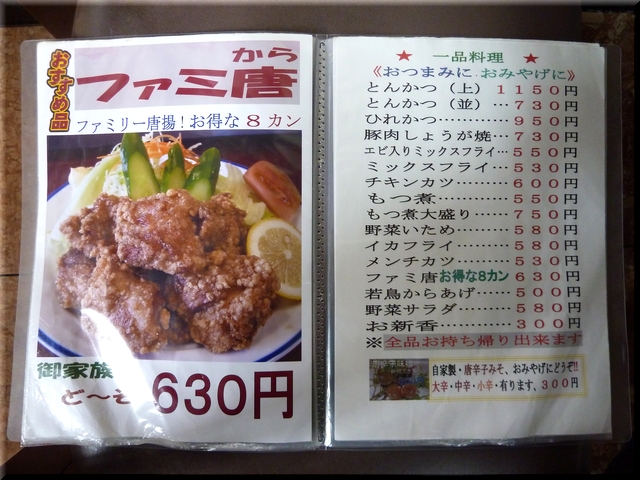 おすすめ品
から
ファミ唐
ファミリー唐揚！お得な８カン
御家族
ど～ぞ
630円
★ 一品料理 ★
《おつまみに おみやげに》
とんかつ（上） １１５０円
とんかつ（並）…７３０円
ひれかつ………９５０円
豚肉しょうが焼…７３０円
エビ入りミックスフライ…５５０円
ミックスフライ…５３０円
チキンカツ………６００円
もつ煮…………５５０円
もつ煮大盛り……７５０円
野菜いため………５８０円
イカフライ………５８０円
メンチカツ………５３０円
ファミ唐お得な8カン ６３０円
若鳥からあげ……５００円
野菜サラダ………５８０円
お新香…………３００円
※全品お持ち帰り出来ます
自家製・唐辛子みそ、おみやげにどうぞ!!
大辛・中辛・小辛・有ります、３００円